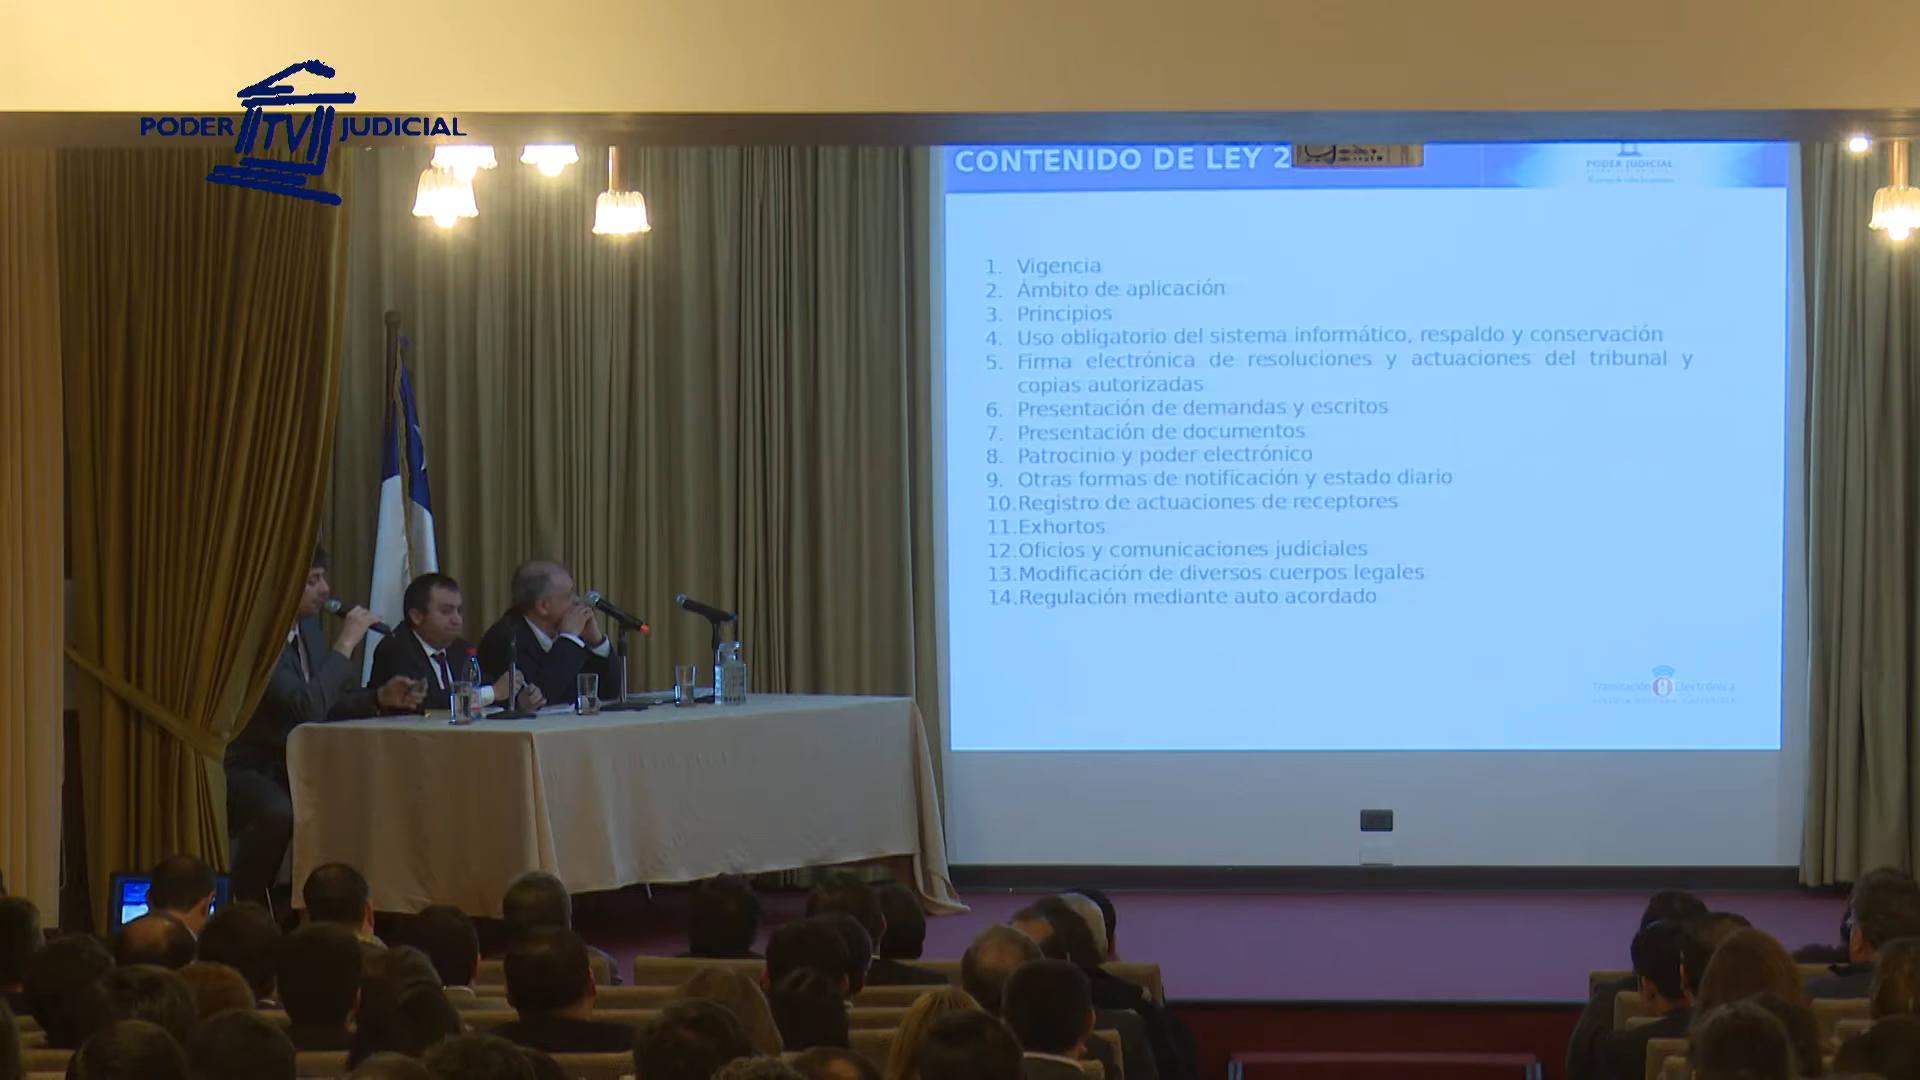 PODER TV JUDICIAL
CONTENIDO DE LEY 2
PODER JUDICIAL
1. Vigencia
2. Ámbito de aplicación
3. Principios
4. Uso obligatorio del sistema informático, respaldo y conservación
5. Firma electrónica de resoluciones y actuaciones del tribunal y
copias autorizadas
6. Presentación de demandas y escritos
7. Presentación de documentos
8. Patrocinio y poder electrónico
9. Otras formas de notificación y estado diario
10.Registro de actuaciones de receptores
11.Exhortos
12.Oficios y comunicaciones judiciales
13.Modificación de diversos cuerpos legales
14.Regulación mediante auto acordado
Tramitación Electrónica